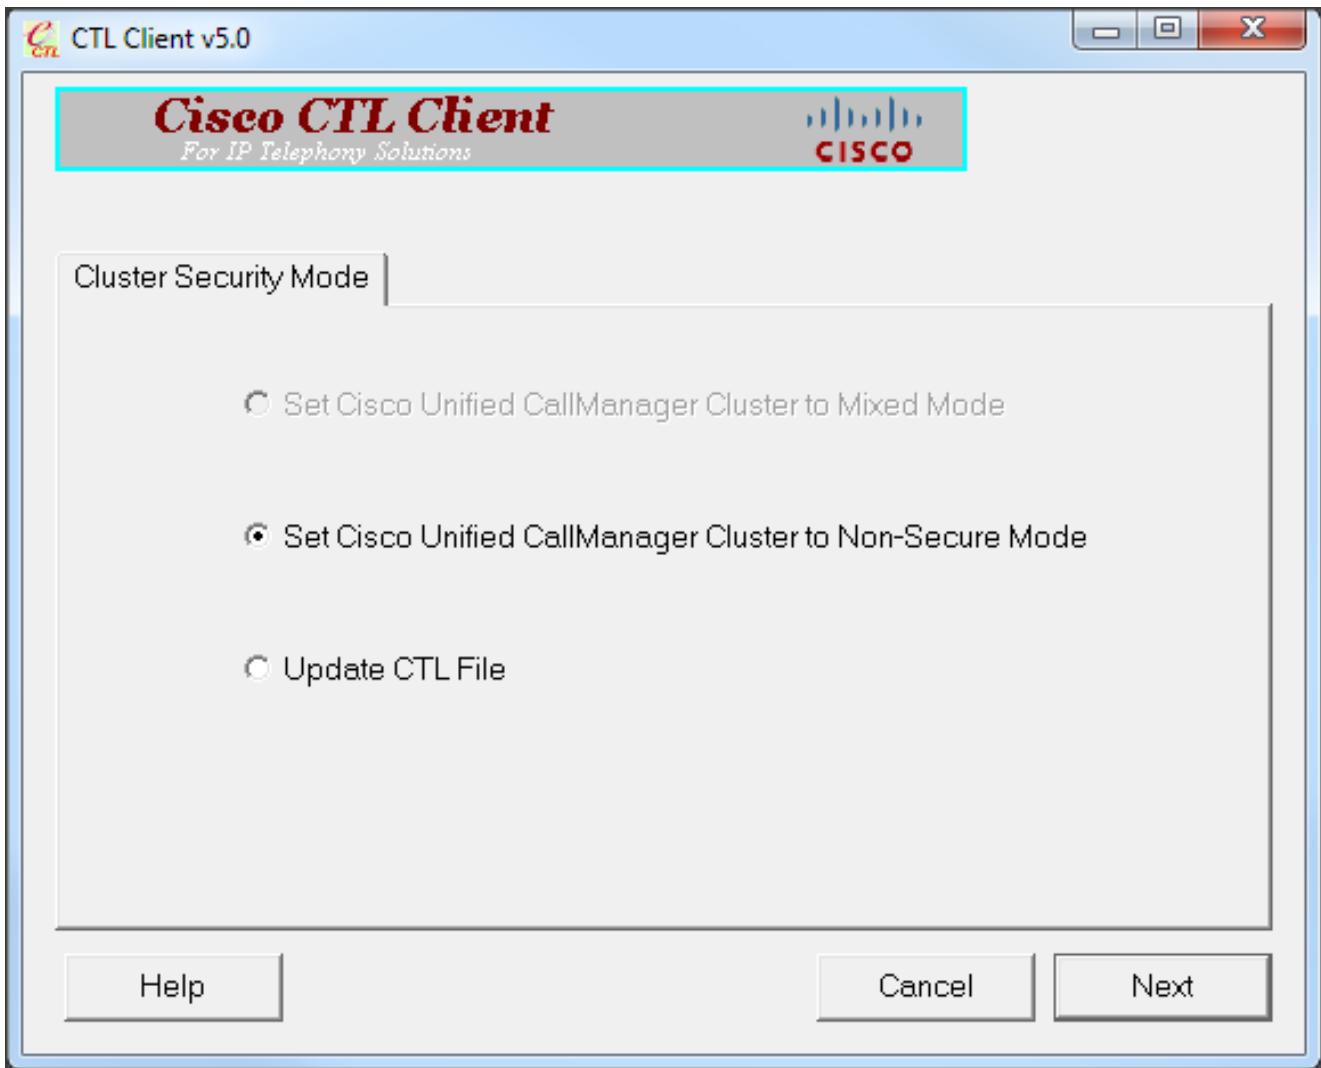 CTL Client v5.0
Cisco CTL Client
For IP Telephony Solutions
CISCO
Cluster Security Mode
Set Cisco Unified CallManager Cluster to Mixed Mode
Set Cisco Unified CallManager Cluster to Non-Secure Mode
Update CTL File
Help
Cancel
Next